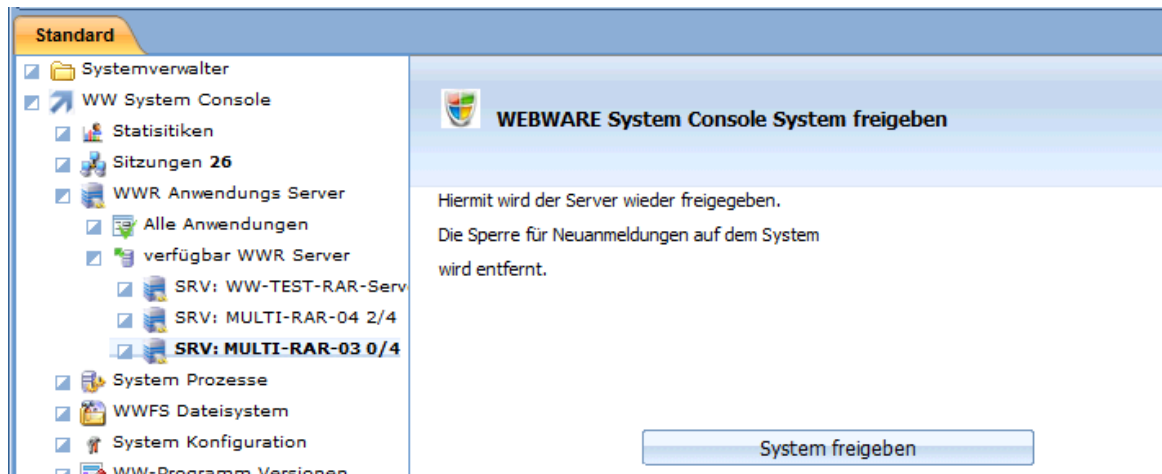 Standard
Systemverwalter
WW System Console
Statisitiken
Sitzungen 26
WWR Anwendungs Server
Alle Anwendungen
verfügbar WWR Server
SRV: WW-TEST-RAR-Serv
SRV: MULTI-RAR-04 2/4
SRV: MULTI-RAR-03 0/4
System Prozesse
WWFS Dateisystem
System Konfiguration
WW-Programm Versionen
WEBWARE System Console System freigeben
Hiermit wird der Server wieder freigegeben.
Die Sperre für Neuanmeldungen auf dem System
wird entfernt.
System freigeben